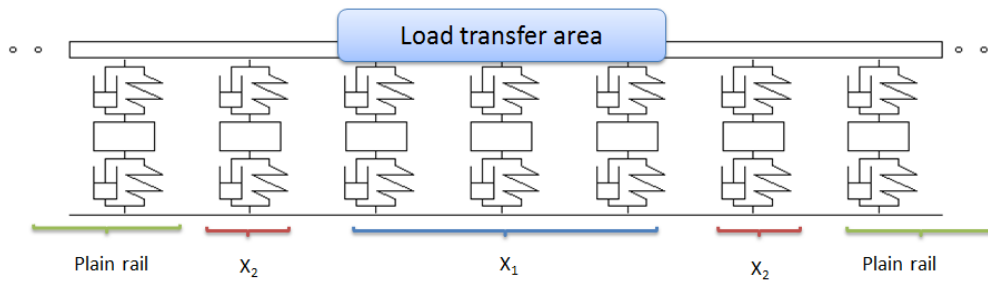 Load transfer area
Plain rail
X₂
X₁
X₂
Plain rail